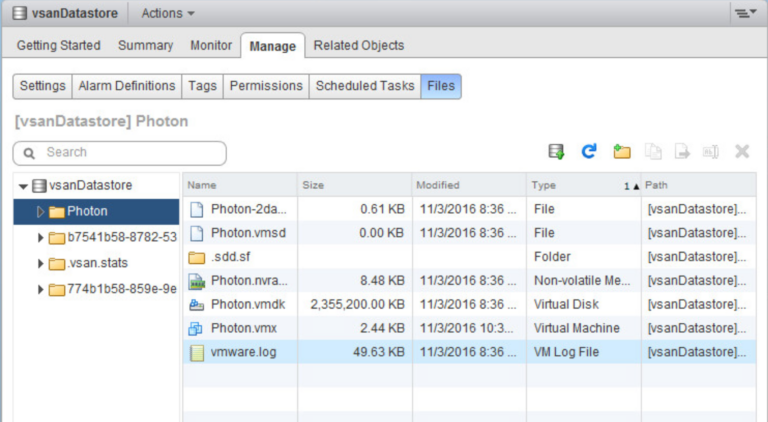 vsanDatastore Actions
Getting Started Summary Monitor Manage Related Objects
Settings Alarm Definitions Tags Permissions Scheduled Tasks Files
[vsanDatastore] Photon
Search
vsanDatastore
Photon
b7541b58-8782-53
.vsan.stats
774b1b58-859e-9e
Name Size Modified Type 1 Path
Photon-2da... 0.61 KB 11/3/2016 8:36 ... File [vsanDatastore]...
Photon.vmsd 0.00 KB 11/3/2016 8:36 ... File [vsanDatastore]...
.sdd.sf Folder [vsanDatastore]...
Photon.nvra... 8.48 KB 11/3/2016 8:36 ... Non-volatile Me... [vsanDatastore]...
Photon.vmdk 2,355,200.00 KB 11/3/2016 8:36 ... Virtual Disk [vsanDatastore]...
Photon.vmx 2.44 KB 11/3/2016 10:3... Virtual Machine [vsanDatastore]...
vmware.log 49.63 KB 11/3/2016 8:36 ... VM Log File [vsanDatastore]...